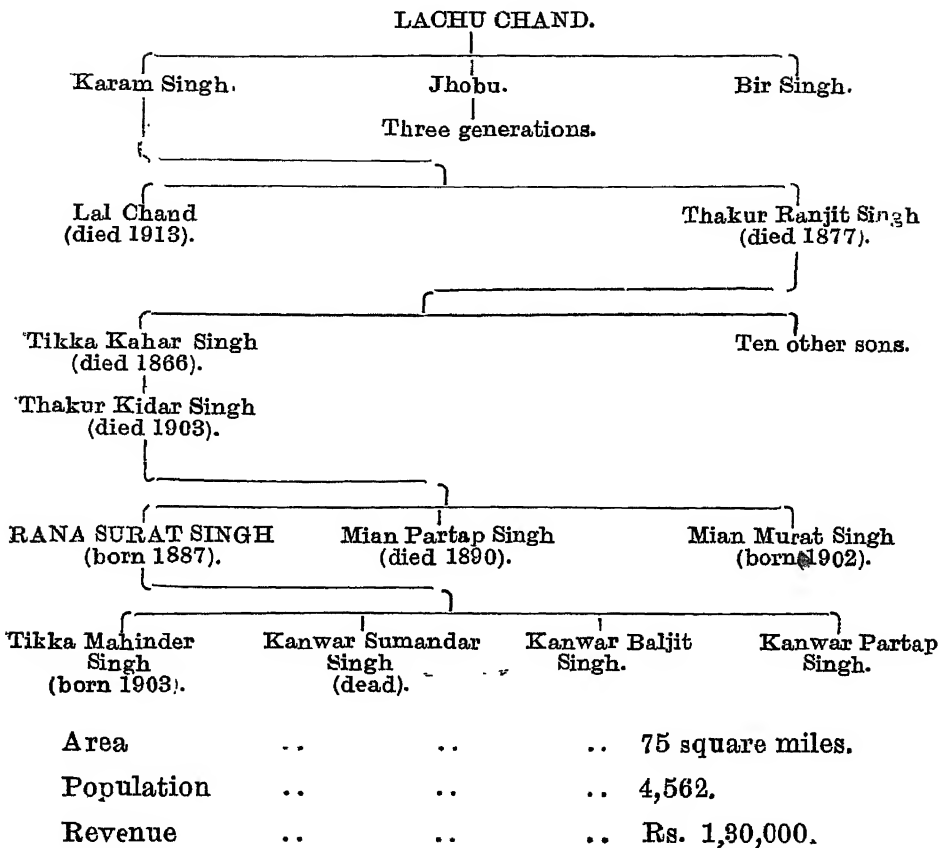 LACHU CHAND.
Karam Singh. Jhobu. Bir Singh.
Three generations.
Lal Chand Thakur Ranjit Singh
(died 1913). (died 1877).
Tikka Kahar Singh Ten other sons.
(died 1866).
Thakur Kidar Singh
(died 1903).
RANA SURAT SINGH Mian Partap Singh Mian Murat Singh
(born 1887). (died 1890). (born 1902).
Tikka Mahinder Kanwar Sumandar Kanwar Baljit Kanwar Partap
Singh Singh Singh. Singh.
(born 1903). (dead).
Area .. .. .. 75 square miles.
Population .. .. .. 4,562.
Revenue .. .. .. Rs. 1,30,000.